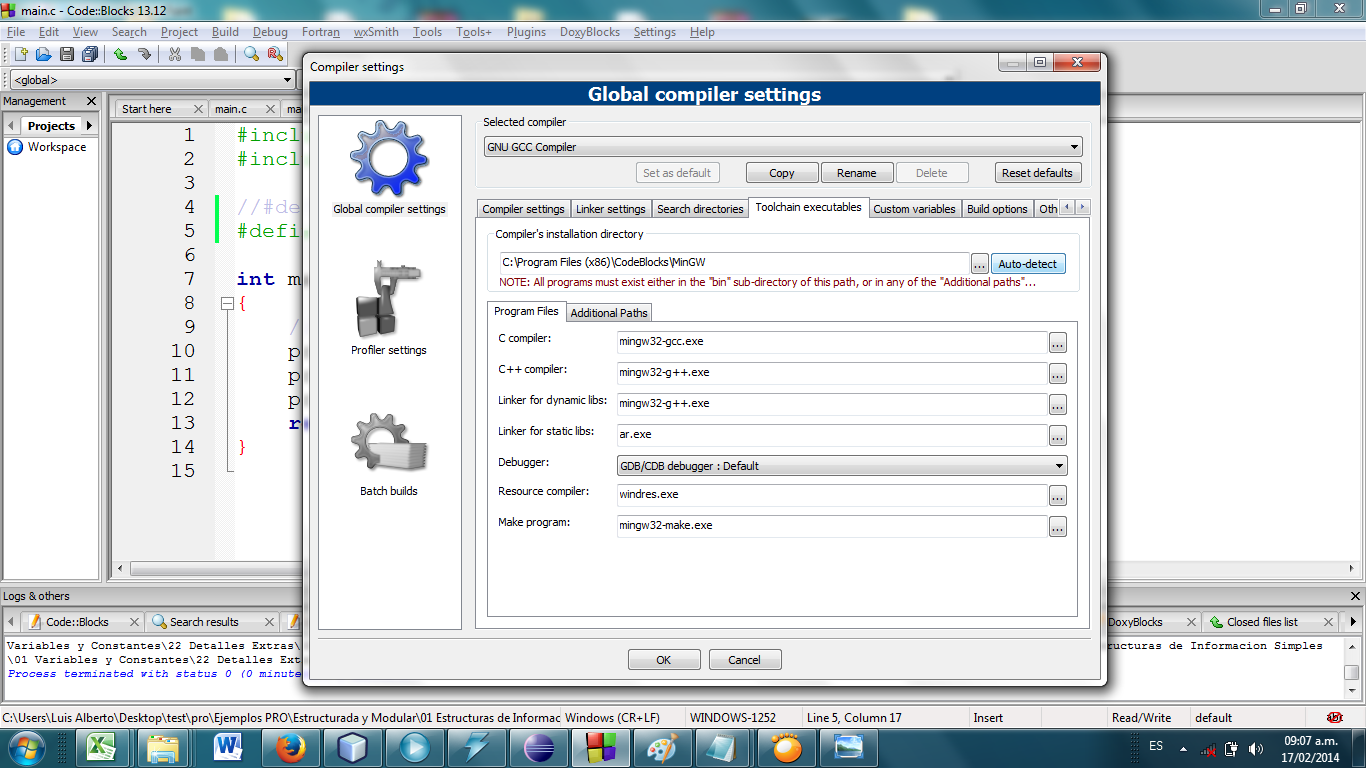 main.c - Code::Blocks 13.12
File Edit View Search Project Build Debug Fortran wxSmith Tools Tools+ Plugins DoxyBlocks Settings Help
<global>
Management
Projects
Workspace
Start here main.c ma
1 #incl
2 #incl
3
4 //#de
5 #defi
6
7 int m
8 {
9 /
10 p
11 p
12 p
13 r
14 }
15
Compiler settings
Global compiler settings
Global compiler settings
Profiler settings
Batch builds
Selected compiler
GNU GCC Compiler
Set as default Copy Rename Delete Reset defaults
Compiler settings Linker settings Search directories Toolchain executables Custom variables Build options Oth
Compiler's installation directory
C:\Program Files (x86)\CodeBlocks\MinGW ... Auto-detect
NOTE: All programs must exist either in the "bin" sub-directory of this path, or in any of the "Additional paths"...
Program Files Additional Paths
C compiler: mingw32-gcc.exe ...
C++ compiler: mingw32-g++.exe ...
Linker for dynamic libs: mingw32-g++.exe ...
Linker for static libs: ar.exe ...
Debugger: GDB/CDB debugger : Default
Resource compiler: windres.exe ...
Make program: mingw32-make.exe ...
OK Cancel
Logs & others
Code::Blocks Search results DoxyBlocks Closed files list
Variables y Constantes\22 Detalles Extras\ ucturas de Informacion Simples
\01 Variables y Constantes\22 Detalles Ext
Process terminated with status 0 (0 minute
C:\Users\Luis Alberto\Desktop\test\pro\Ejemplos PRO\Estructurada y Modular\01 Estructuras de Informac Windows (CR+LF) WINDOWS-1252 Line 5, Column 17 Insert Read/Write default abc
ES 09:07 a.m.
17/02/2014